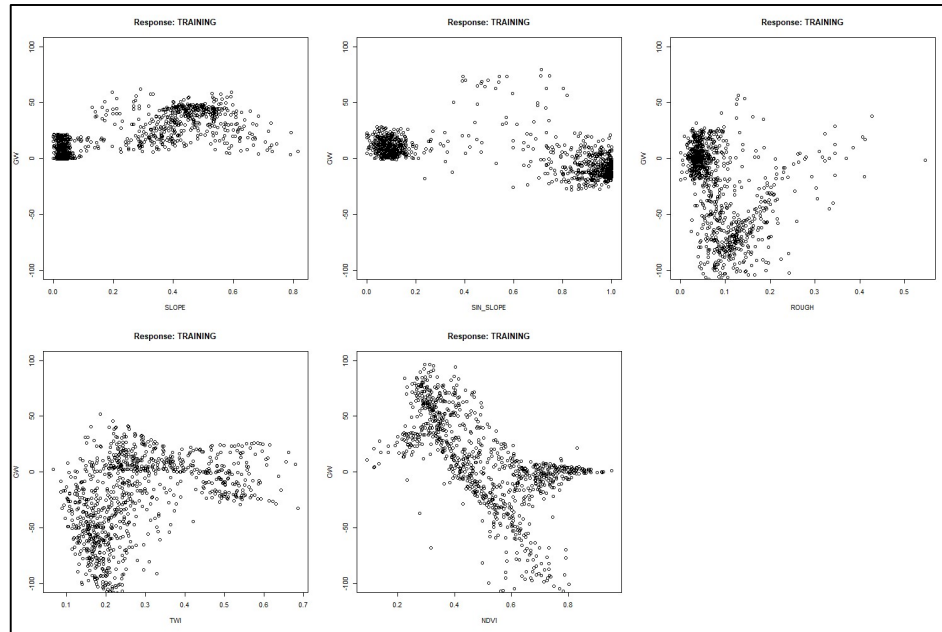 Response: TRAINING
GW
100
50
0
-50
-100
0.0 0.2 0.4 0.6 0.8
SLOPE
Response: TRAINING
GW
100
50
0
-50
-100
0.0 0.2 0.4 0.6 0.8 1.0
SIN_SLOPE
Response: TRAINING
GW
100
50
0
-50
-100
0.0 0.1 0.2 0.3 0.4 0.5
ROUGH
Response: TRAINING
GW
100
50
0
-50
-100
0.1 0.2 0.3 0.4 0.5 0.6 0.7
TWI
Response: TRAINING
GW
100
50
0
-50
-100
0.2 0.4 0.6 0.8
NDVI